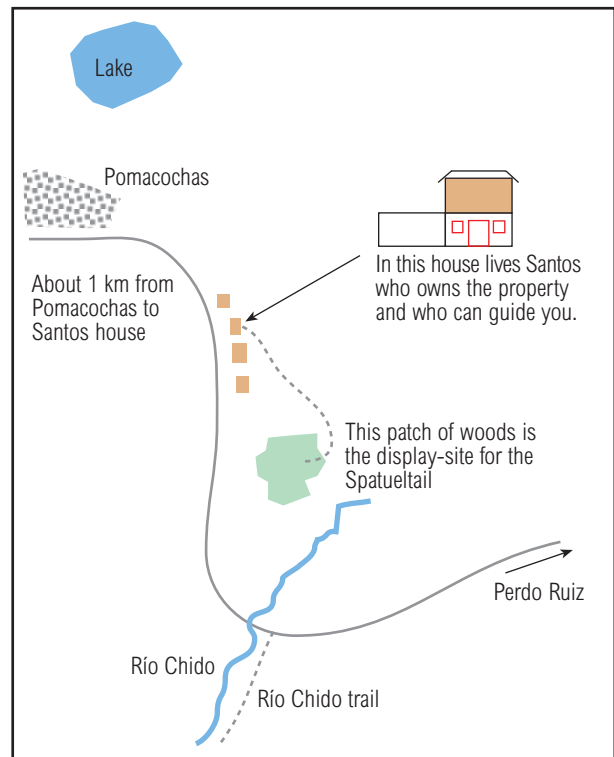 Lake
Pomacochas
About 1 km from
Pomacochas to
Santos house
In this house lives Santos
who owns the property
and who can guide you.
This patch of woods is
the display-site for the
Spatueltail
Perdo Ruiz
Río Chido
Río Chido trail